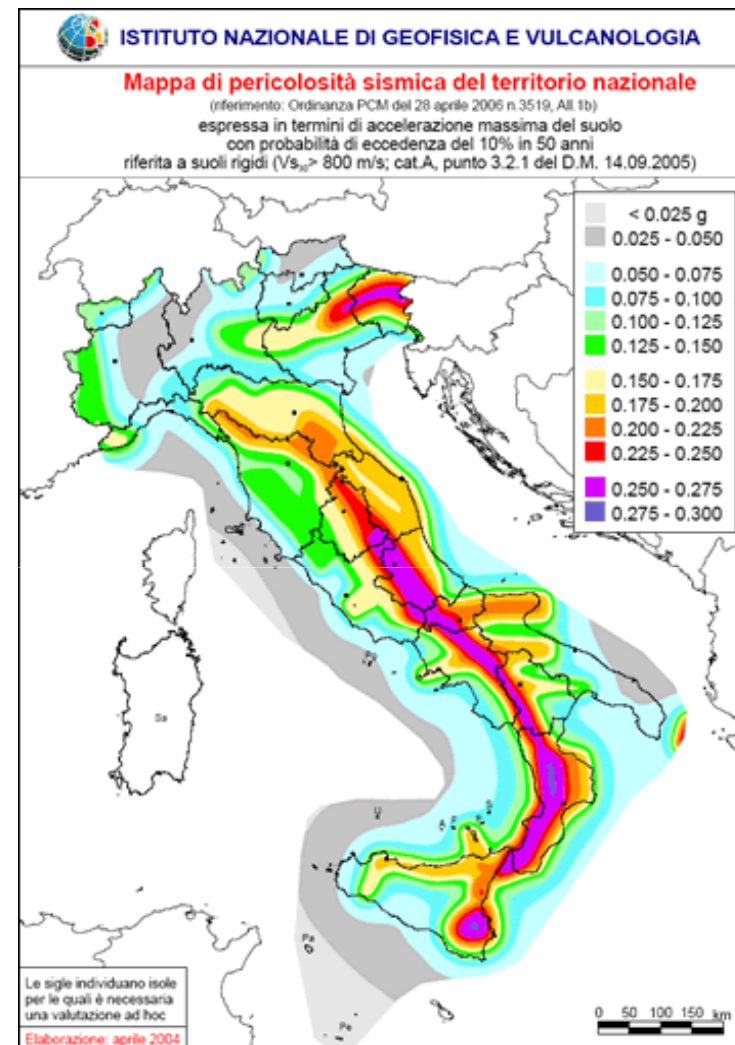 ISTITUTO NAZIONALE DI GEOFISICA E VULCANOLOGIA
Mappa di pericolosità sismica del territorio nazionale
(riferimento: Ordinanza PCM del 28 aprile 2006 n.3519, All.1b)
espressa in termini di accelerazione massima del suolo
con probabilità di eccedenza del 10% in 50 anni
riferita a suoli rigidi (Vs₃₀> 800 m/s; cat.A, punto 3.2.1 del D.M. 14.09.2005)
< 0.025 g
0.025 - 0.050
0.050 - 0.075
0.075 - 0.100
0.100 - 0.125
0.125 - 0.150
0.150 - 0.175
0.175 - 0.200
0.200 - 0.225
0.225 - 0.250
0.250 - 0.275
0.275 - 0.300
Sa
U
S
A
Pa
Pe
Le sigle individuano isole
per le quali è necessaria
una valutazione ad hoc
Elaborazione: aprile 2004
0 50 100 150 km